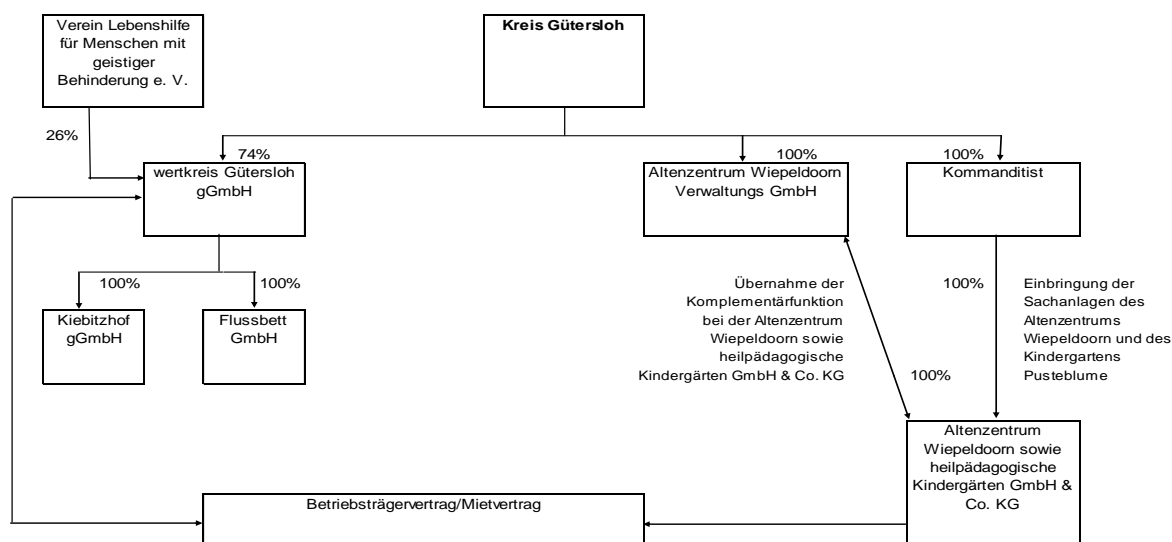 Verein Lebenshilfe
für Menschen mit
geistiger
Behinderung e. V.
Kreis Gütersloh
26%
74%
100%
100%
wertkreis Gütersloh
gGmbH
Altenzentrum Wiepeldoorn
Verwaltungs GmbH
Kommanditist
100%
100%
Kiebitzhof
gGmbH
Flussbett
GmbH
Übernahme der
Komplementärfunktion
bei der Altenzentrum
Wiepeldoorn sowie
heilpädagogische
Kindergärten GmbH & Co. KG
100%
100%
Einbringung der
Sachanlagen des
Altenzentrums
Wiepeldoorn und des
Kindergartens
Pusteblume
Altenzentrum
Wiepeldoorn sowie
heilpädagogische
Kindergärten GmbH &
Co. KG
Betriebsträgervertrag/Mietvertrag